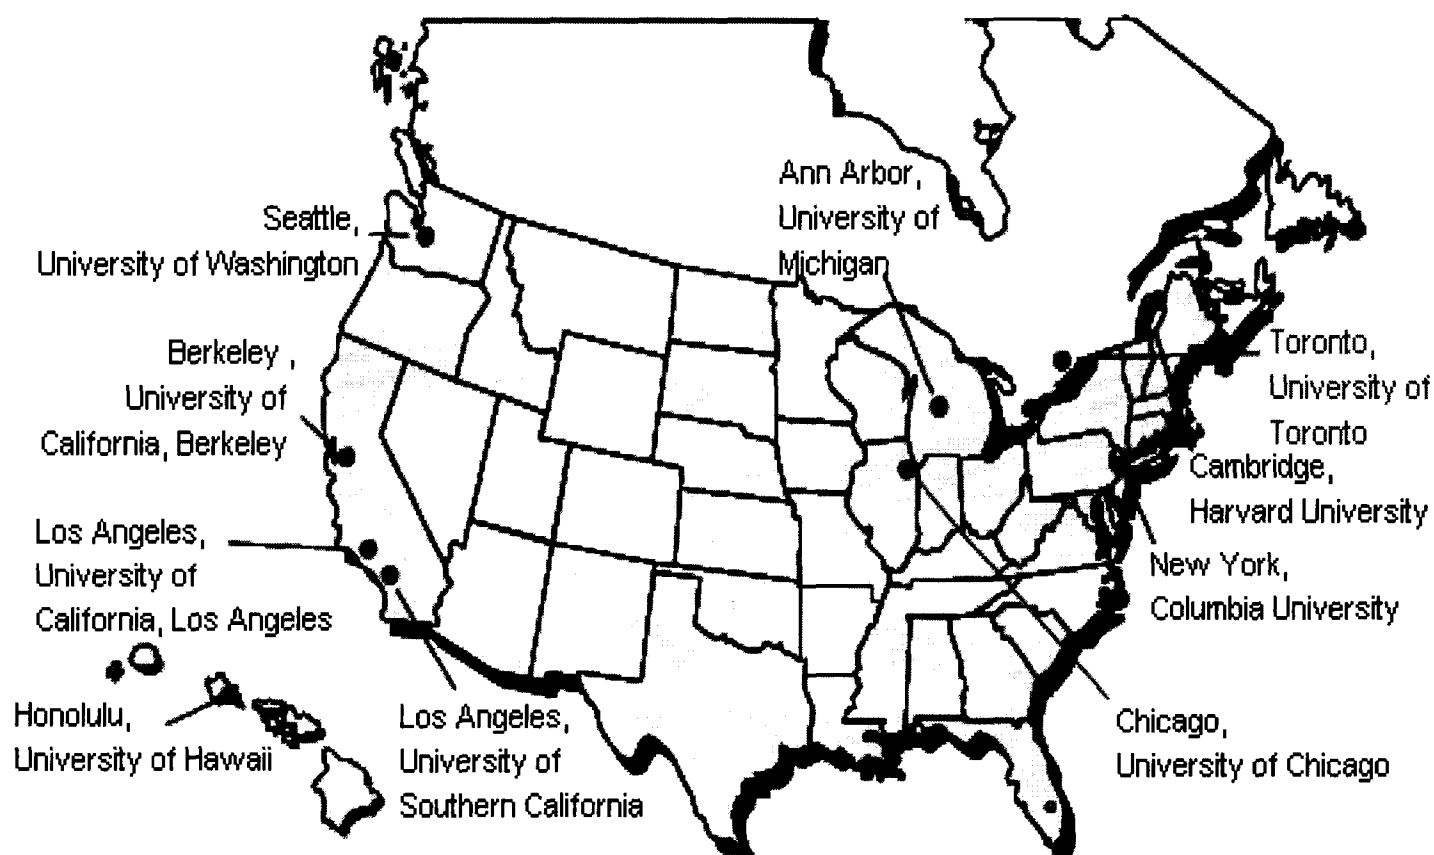 Ann Arbor,
University of
Michigan
Seattle,
University of Washington
Berkeley ,
University of
California, Berkeley
Toronto,
University of
Toronto
Cambridge,
Harvard University
Los Angeles,
University of
California, Los Angeles
New York,
Columbia University
Honolulu,
University of Hawaii
Los Angeles,
University of
Southern California
Chicago,
University of Chicago